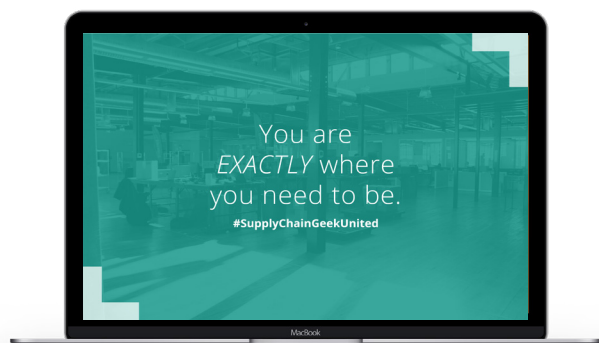 You are
EXACTLY where
you need to be.
#SupplyChainGeekUnited
MacBook